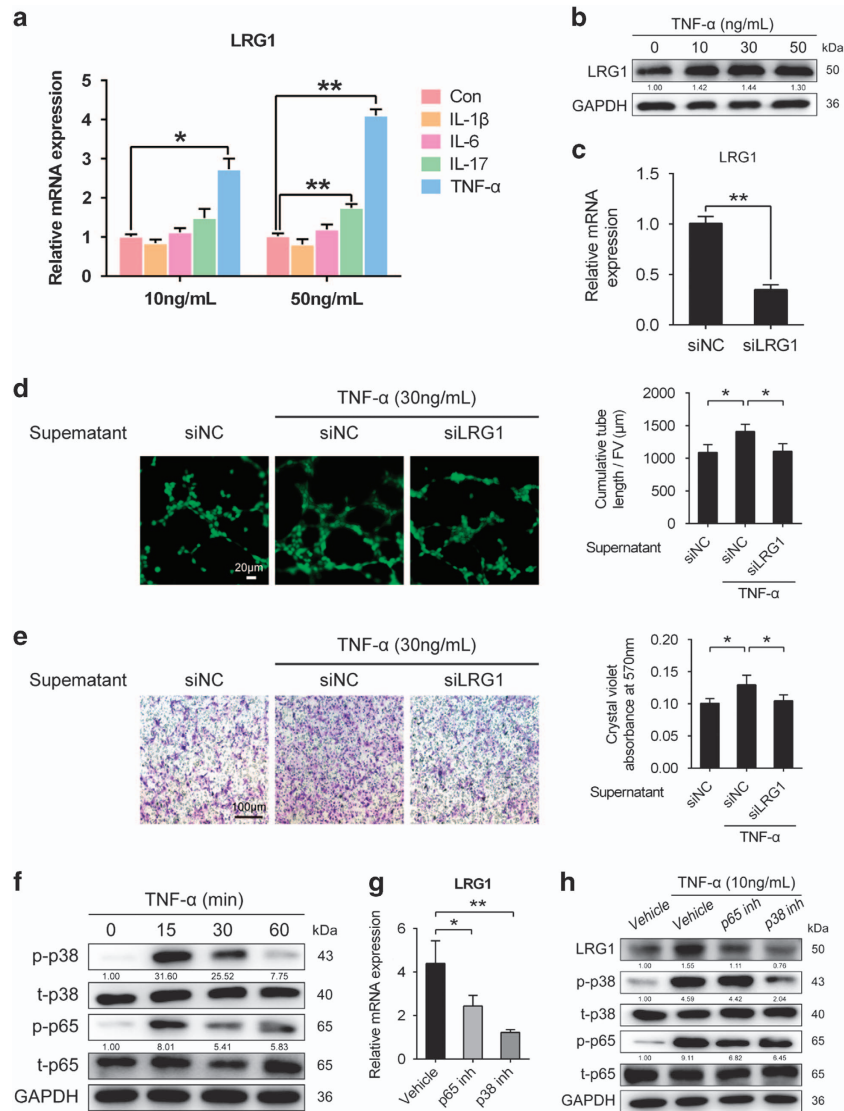 a
LRG1
Relative mRNA expression
5
4
3
2
1
0
* ** **
Con
IL-1β
IL-6
IL-17
TNF-α
10ng/mL 50ng/mL
b
TNF-α (ng/mL)
0 10 30 50 kDa
LRG1 50
1.00 1.42 1.44 1.30
GAPDH 36
c
LRG1
Relative mRNA
expression
1.5
1.0
0.5
0.0
**
siNC siLRG1
d
TNF-α (30ng/mL)
Supematant siNC siNC siLRG1
20μm
Cumulative tube
length / FV (μm)
2000
1500
1000
500
0
* *
Supernatant siNC siNC siLRG1
TNF-α
e
TNF-α (30ng/mL)
Supernatant siNC siNC siLRG1
100μm
Crystal violet
absorbance at 570nm
0.20
0.15
0.10
0.05
0.00
* *
Supernatant siNC siNC siLRG1
TNF-α
f
TNF-α (min)
0 15 30 60 kDa
p-p38 43
1.00 31.60 25.52 7.75
t-p38 40
p-p65 65
1.00 8.01 5.41 5.83
t-p65 65
GAPDH 36
g
LRG1
Relative mRNA expression
6
4
2
0
**
*
Vehicle p65 inh p38 inh
h
TNF-α (10ng/mL)
Vehicle Vehicle p65 inh p38 inh kDa
LRG1 50
1.00 1.55 1.11 0.76
p-p38 43
1.00 4.59 4.42 2.04
t-p38 40
p-p65 65
1.00 9.11 6.82 6.45
t-p65 65
GAPDH 36